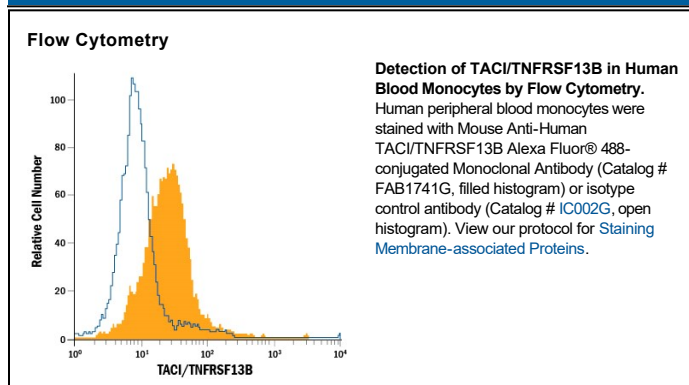 Flow Cytometry
Relative Cell Number
100
80
60
40
20
0
10⁰
10¹
10²
10³
10⁴
TACI/TNFRSF13B
Detection of TACI/TNFRSF13B in Human
Blood Monocytes by Flow Cytometry.
Human peripheral blood monocytes were
stained with Mouse Anti-Human
TACI/TNFRSF13B Alexa Fluor® 488-
conjugated Monoclonal Antibody (Catalog #
FAB1741G, filled histogram) or isotype
control antibody (Catalog # IC002G, open
histogram). View our protocol for Staining
Membrane-associated Proteins.